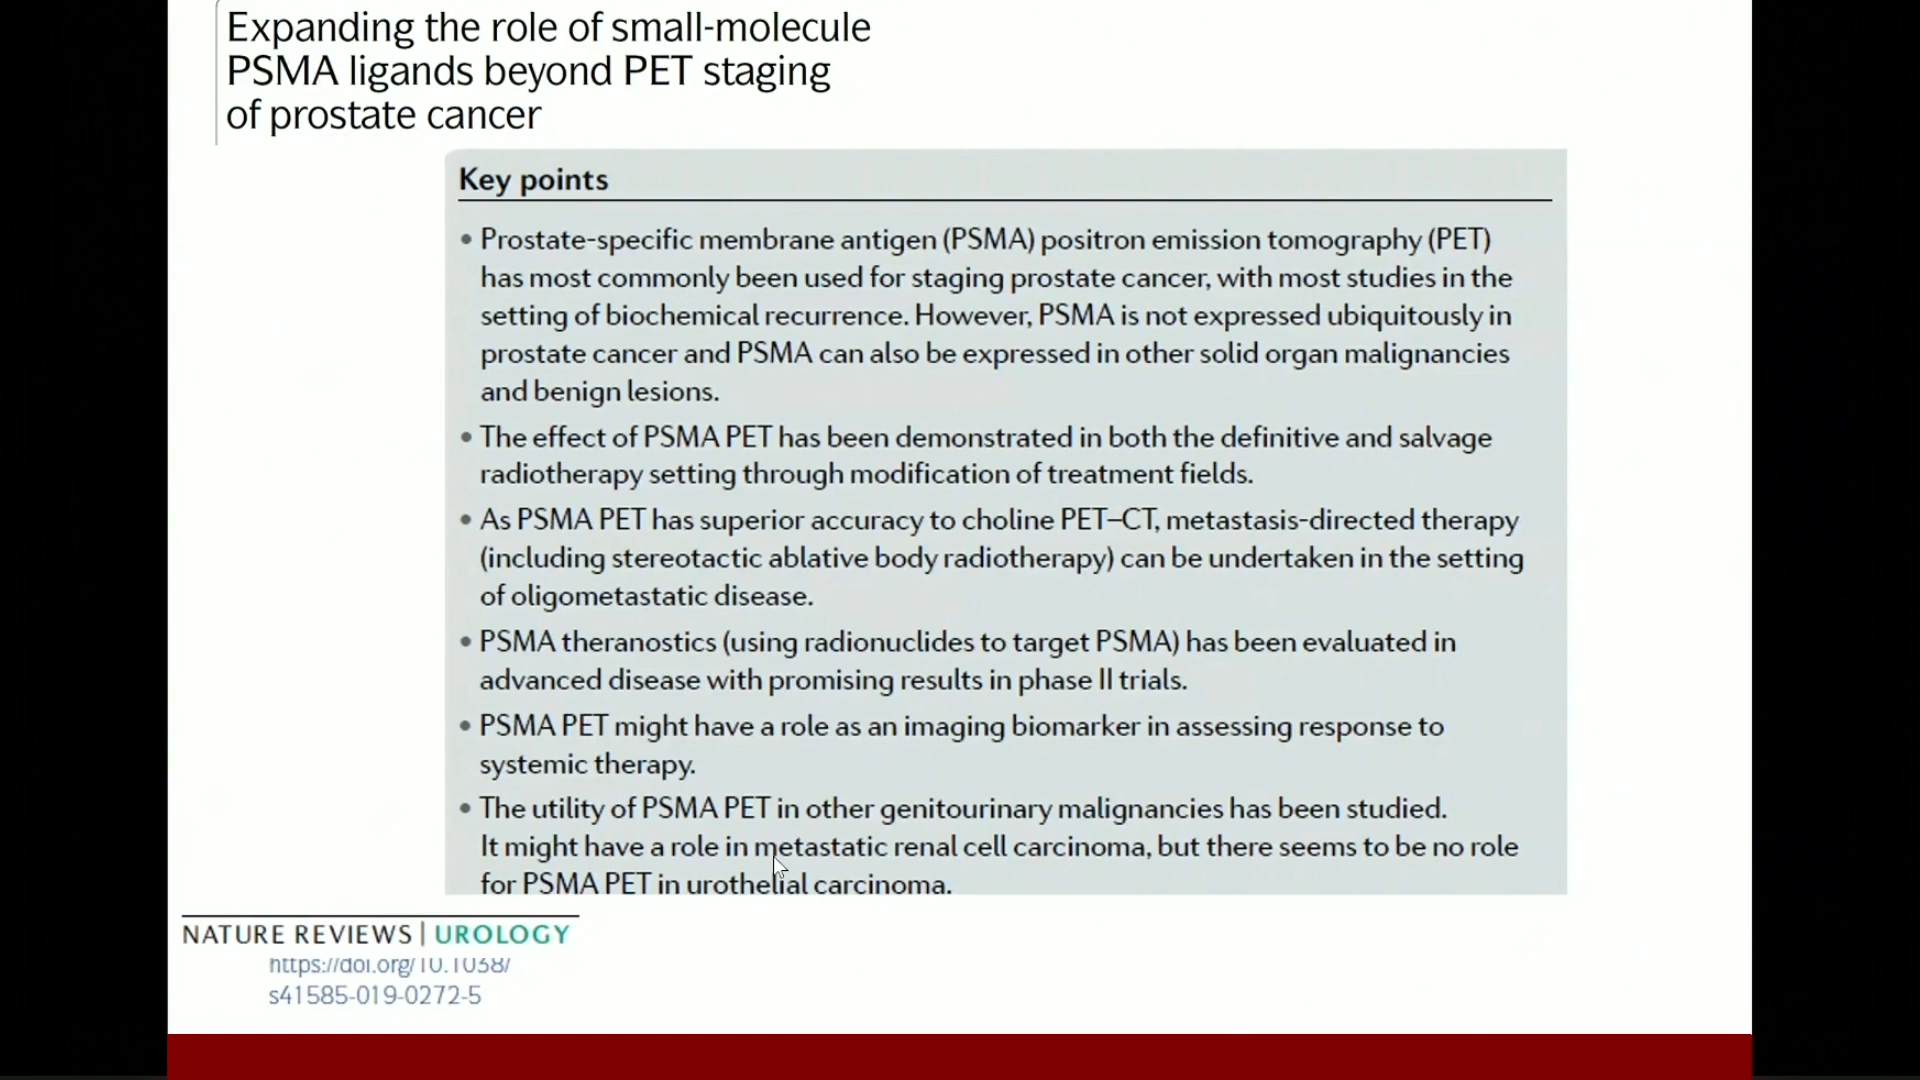 Expanding the role of small-molecule
PSMA ligands beyond PET staging
of prostate cancer
Key points
• Prostate-specific membrane antigen (PSMA) positron emission tomography (PET)
has most commonly been used for staging prostate cancer, with most studies in the
setting of biochemical recurrence. However, PSMA is not expressed ubiquitously in
prostate cancer and PSMA can also be expressed in other solid organ malignancies
and benign lesions.
• The effect of PSMA PET has been demonstrated in both the definitive and salvage
radiotherapy setting through modification of treatment fields.
• As PSMA PET has superior accuracy to choline PET–CT, metastasis-directed therapy
(including stereotactic ablative body radiotherapy) can be undertaken in the setting
of oligometastatic disease.
• PSMA theranostics (using radionuclides to target PSMA) has been evaluated in
advanced disease with promising results in phase II trials.
• PSMA PET might have a role as an imaging biomarker in assessing response to
systemic therapy.
• The utility of PSMA PET in other genitourinary malignancies has been studied.
It might have a role in metastatic renal cell carcinoma, but there seems to be no role
for PSMA PET in urothelial carcinoma.
NATURE REVIEWS | UROLOGY
https://doi.org/10.1038/
s41585-019-0272-5